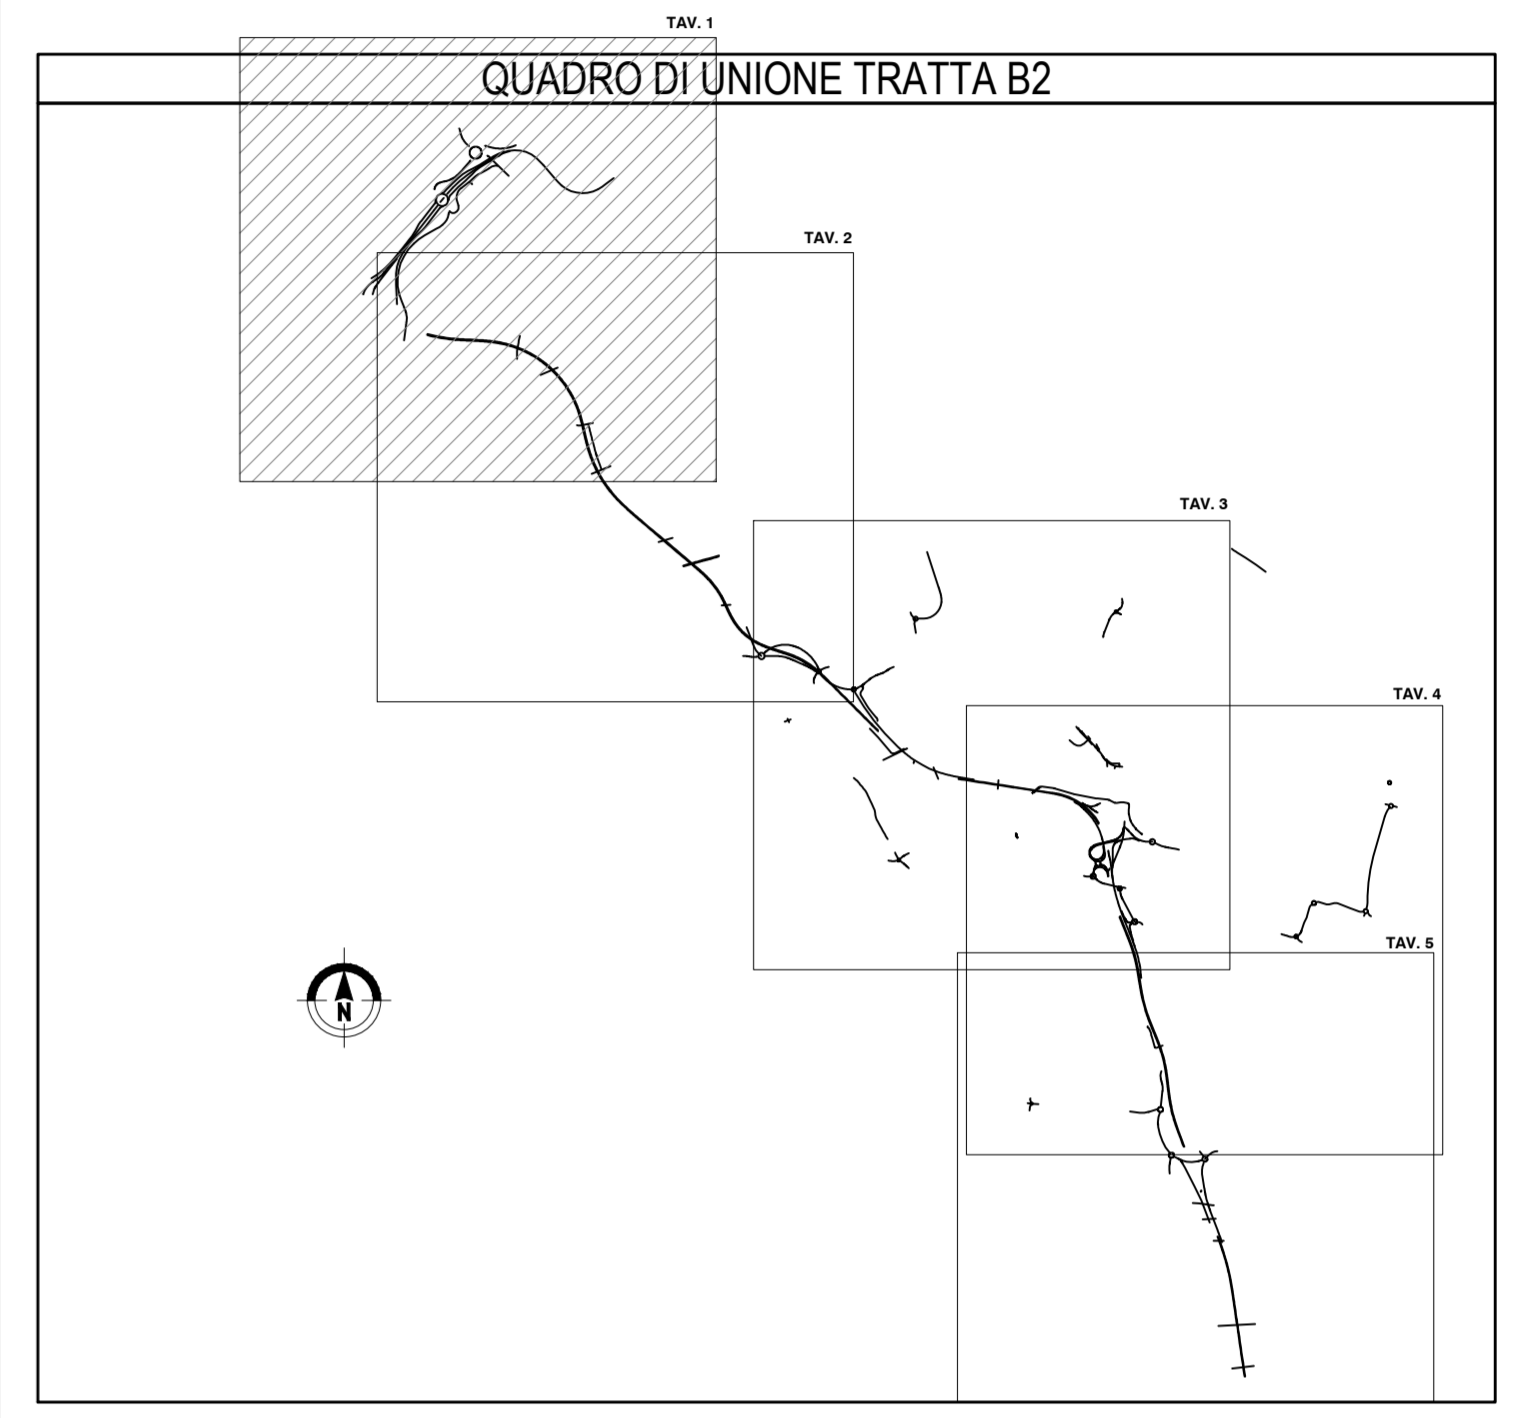 TAV. 1
QUADRO DI UNIONE TRATTA B2
TAV. 2
TAV. 3
TAV. 4
TAV. 5
N